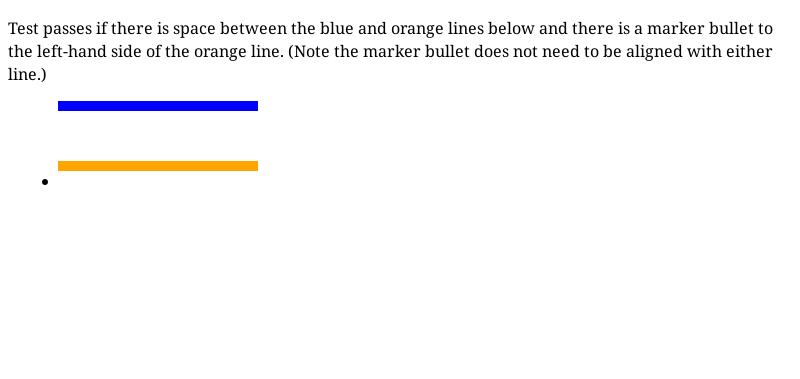 Test passes if there is space between the blue and orange lines below and there is a marker bullet to
the left-hand side of the orange line. (Note the marker bullet does not need to be aligned with either
line.)